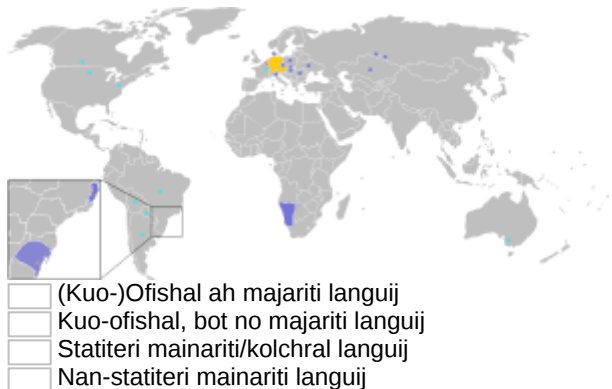 (Kuo-)Ofishal ah majariti languij
Kuo-ofishal, bot no majariti languij
Statiteri mainariti/kolchral languij
Nan-statiteri mainariti languij